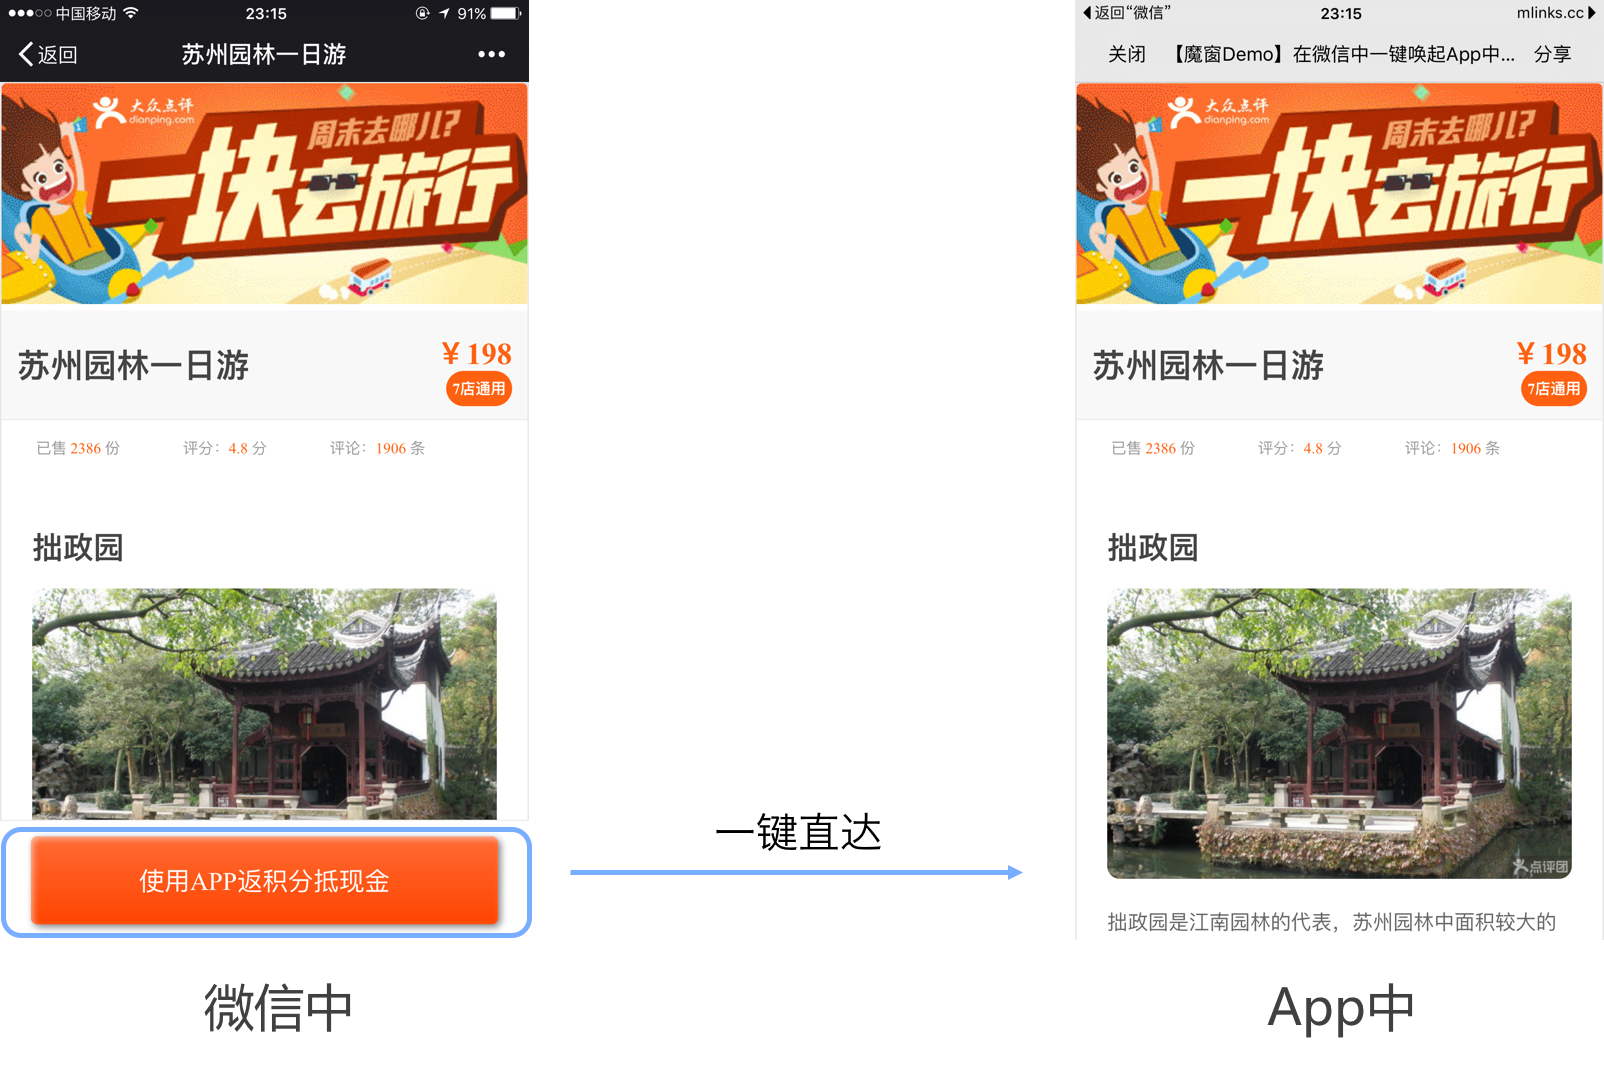 中国移动
23:15
91%
返回
苏州园林一日游
大众点评
dianping.com
周末去哪儿?
一块去旅行
苏州园林一日游
¥198
7店通用
已售 2386 份
评分：4.8 分
评论：1906 条
拙政园
使用APP返积分抵现金
微信中
一键直达
返回“微信”
23:15
mlinks.cc
关闭
【魔窗Demo】在微信中一键唤起App中...
分享
大众点评
dianping.com
周末去哪儿?
一块去旅行
苏州园林一日游
¥198
7店通用
已售 2386 份
评分：4.8 分
评论：1906 条
拙政园
点评团
拙政园是江南园林的代表，苏州园林中面积较大的
App中